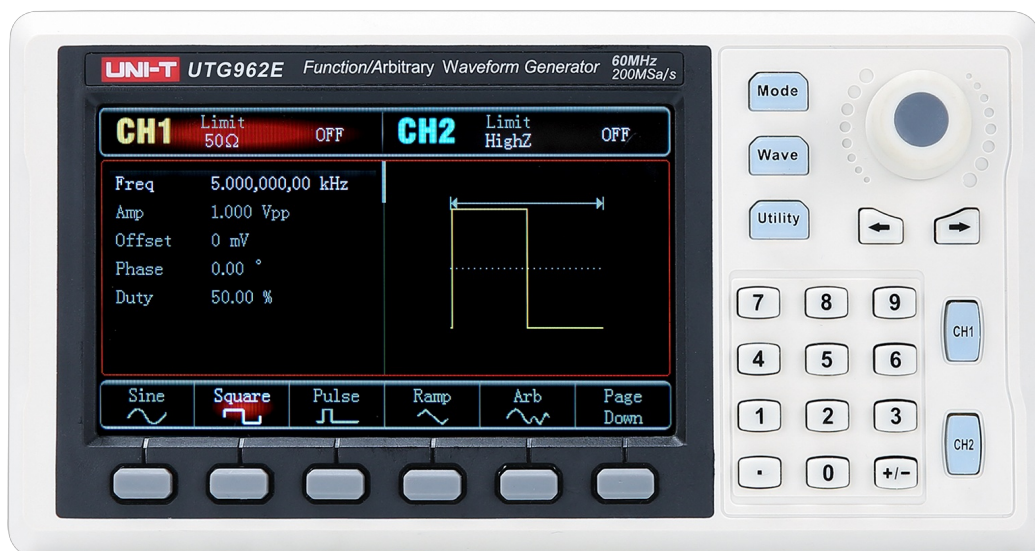 UNI-T UTG962E Function/Arbitrary Waveform Generator 60MHz
200MSa/s
CH1 Limit
50Ω OFF
CH2 Limit
HighZ OFF
Freq 5.000,000,00 kHz
Amp 1.000 Vpp
Offset 0 mV
Phase 0.00 °
Duty 50.00 %
Sine Square Pulse Ramp Arb Page
Down
Mode
Wave
Utility
7 8 9
4 5 6
1 2 3
. 0 +/-
CH1
CH2